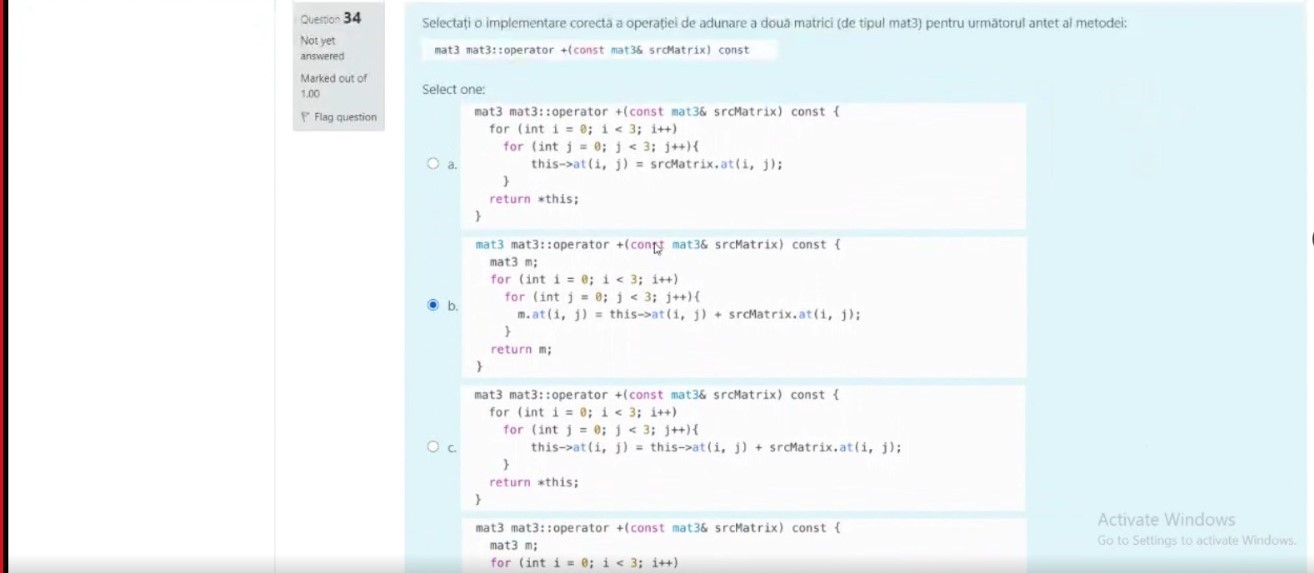 Question 34
Not yet
answered
Marked out of
1.00
Flag question
Selectați o implementare corectă a operației de adunare a două matrici (de tipul mat3) pentru următorul antet al metodei:
mat3 mat3::operator +(const mat3& srcMatrix) const
Select one:
a.
mat3 mat3::operator +(const mat3& srcMatrix) const {
for (int i = 0; i < 3; i++)
for (int j = 0; j < 3; j++){
this->at(i, j) = srcMatrix.at(i, j);
}
return *this;
}
b.
mat3 mat3::operator +(const mat3& srcMatrix) const {
mat3 m;
for (int i = 0; i < 3; i++)
for (int j = 0; j < 3; j++){
m.at(i, j) = this->at(i, j) + srcMatrix.at(i, j);
}
return m;
}
c.
mat3 mat3::operator +(const mat3& srcMatrix) const {
for (int i = 0; i < 3; i++)
for (int j = 0; j < 3; j++){
this->at(i, j) = this->at(i, j) + srcMatrix.at(i, j);
}
return *this;
}
mat3 mat3::operator +(const mat3& srcMatrix) const {
mat3 m;
for (int i = 0; i < 3; i++)
Activate Windows
Go to Settings to activate Windows.